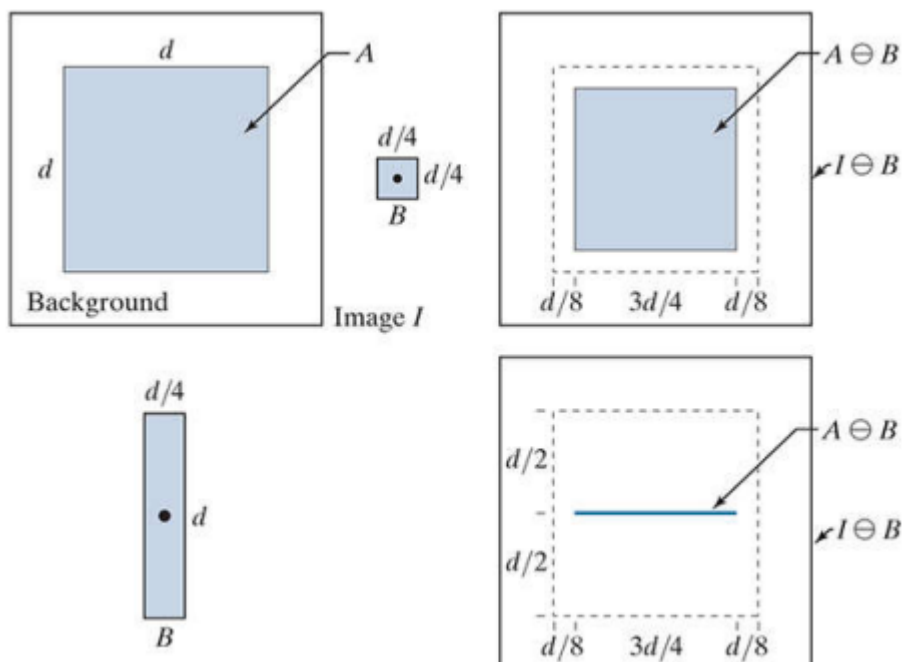 d
A
d
d/4
d/4
B
Background
Image I
A ⊖ B
I ⊖ B
d/8 3d/4 d/8
d/4
d
B
A ⊖ B
d/2
I ⊖ B
d/2
d/8 3d/4 d/8